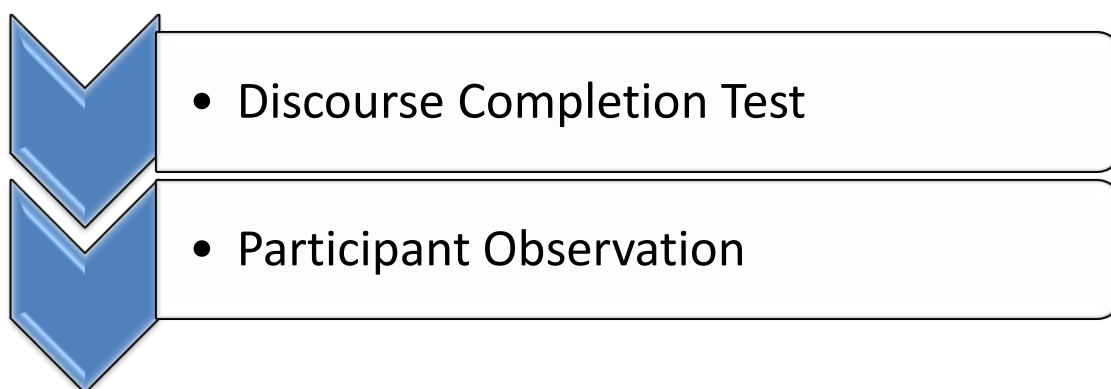 • Discourse Completion Test
• Participant Observation